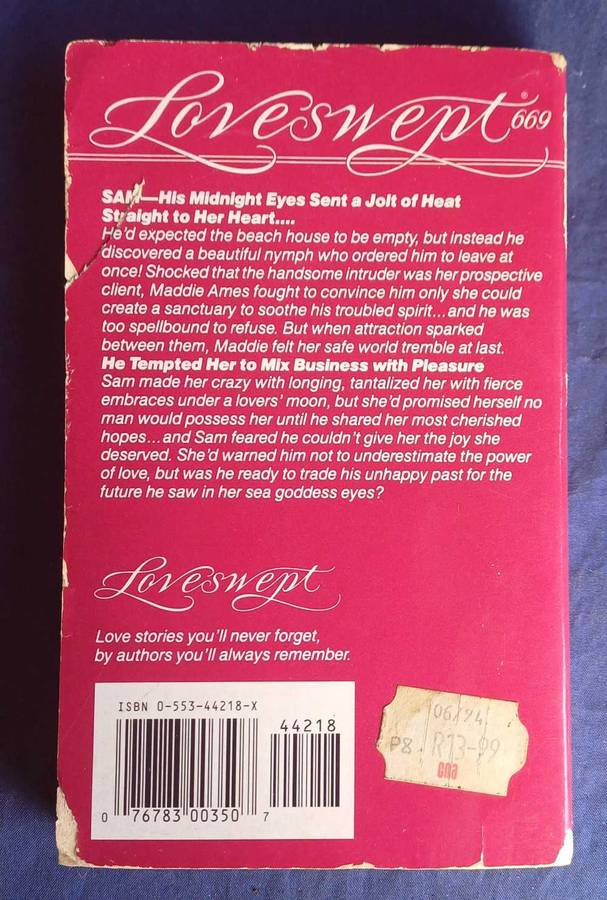 Loveswept® 669
SAM—His Midnight Eyes Sent a Jolt of Heat
Straight to Her Heart....
He'd expected the beach house to be empty, but instead he
discovered a beautiful nymph who ordered him to leave at
once! Shocked that the handsome intruder was her prospective
client, Maddie Ames fought to convince him only she could
create a sanctuary to soothe his troubled spirit...and he was
too spellbound to refuse. But when attraction sparked
between them, Maddie felt her safe world tremble at last.
He Tempted Her to Mix Business with Pleasure
Sam made her crazy with longing, tantalized her with fierce
embraces under a lovers' moon, but she'd promised herself no
man would possess her until he shared her most cherished
hopes...and Sam feared he couldn't give her the joy she
deserved. She'd warned him not to underestimate the power
of love, but was he ready to trade his unhappy past for the
future he saw in her sea goddess eyes?
Loveswept
Love stories you'll never forget,
by authors you'll always remember.
ISBN 0-553-44218-X
44218
0 76783 00350 7
06/94
P8 R13-99
cna